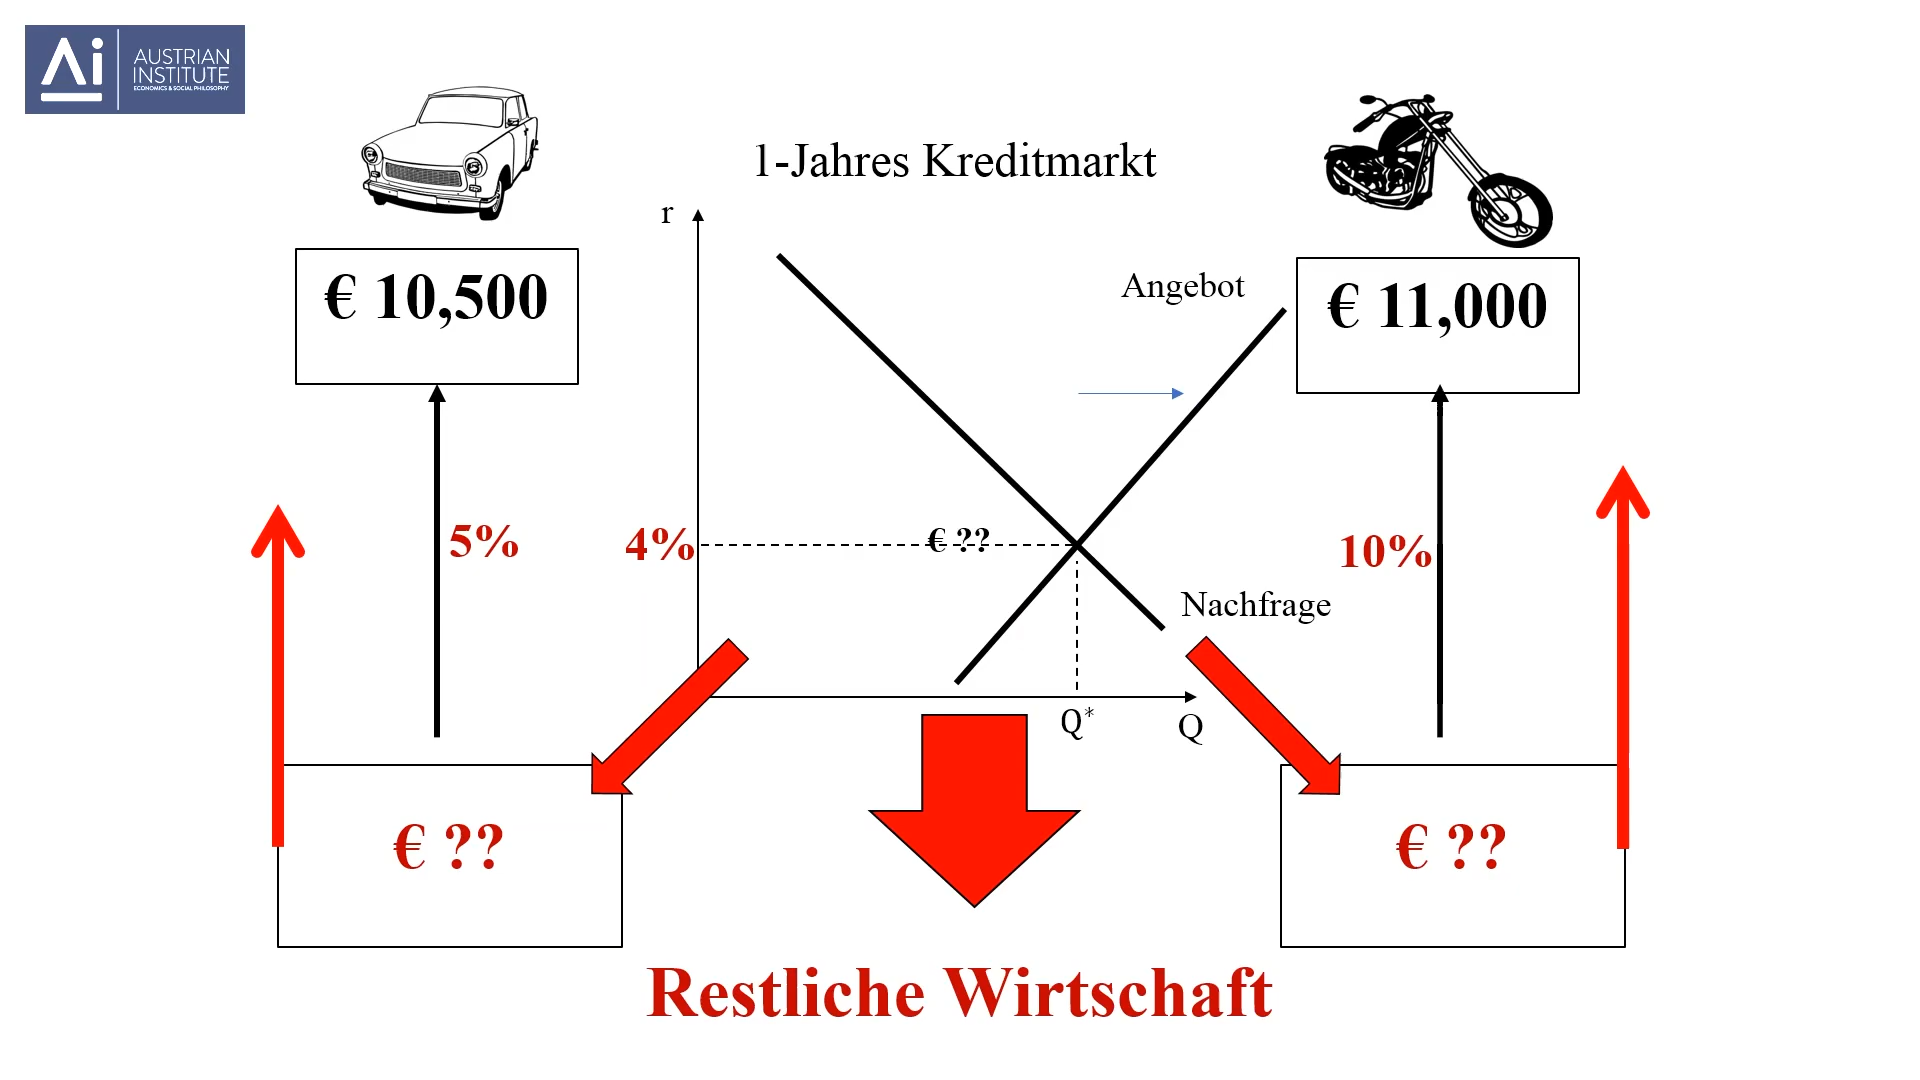 Ai
AUSTRIAN
INSTITUTE
ECONOMICS & SOCIAL PHILOSOPHY
1-Jahres Kreditmarkt
r
Angebot
€ 10,500
€ 11,000
5%
4%
€ ??
10%
Nachfrage
Q*
Q
€ ??
€ ??
Restliche Wirtschaft